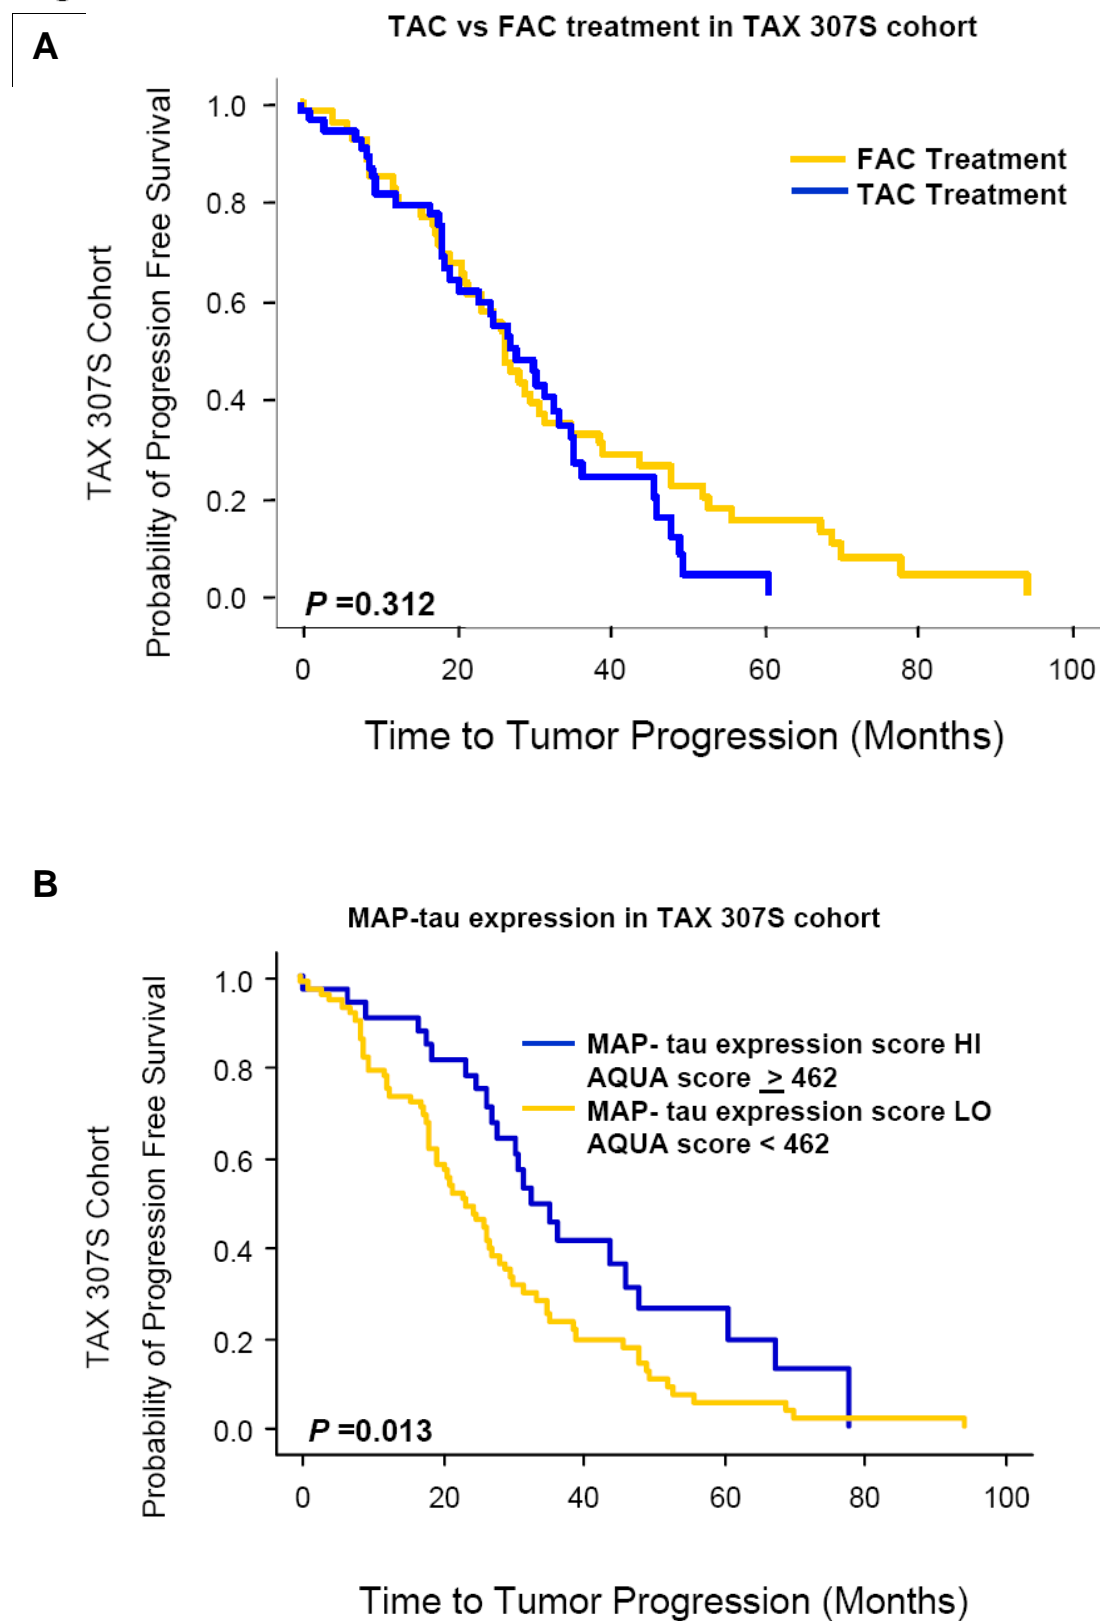 A
TAC vs FAC treatment in TAX 307S cohort
TAX 307S Cohort
Probability of Progression Free Survival
1.0
0.8
0.6
0.4
0.2
0.0
FAC Treatment
TAC Treatment
P =0.312
0 20 40 60 80 100
Time to Tumor Progression (Months)
B
MAP-tau expression in TAX 307S cohort
TAX 307S Cohort
Probability of Progression Free Survival
1.0
0.8
0.6
0.4
0.2
0.0
MAP- tau expression score HI
AQUA score > 462
MAP- tau expression score LO
AQUA score < 462
P =0.013
0 20 40 60 80 100
Time to Tumor Progression (Months)